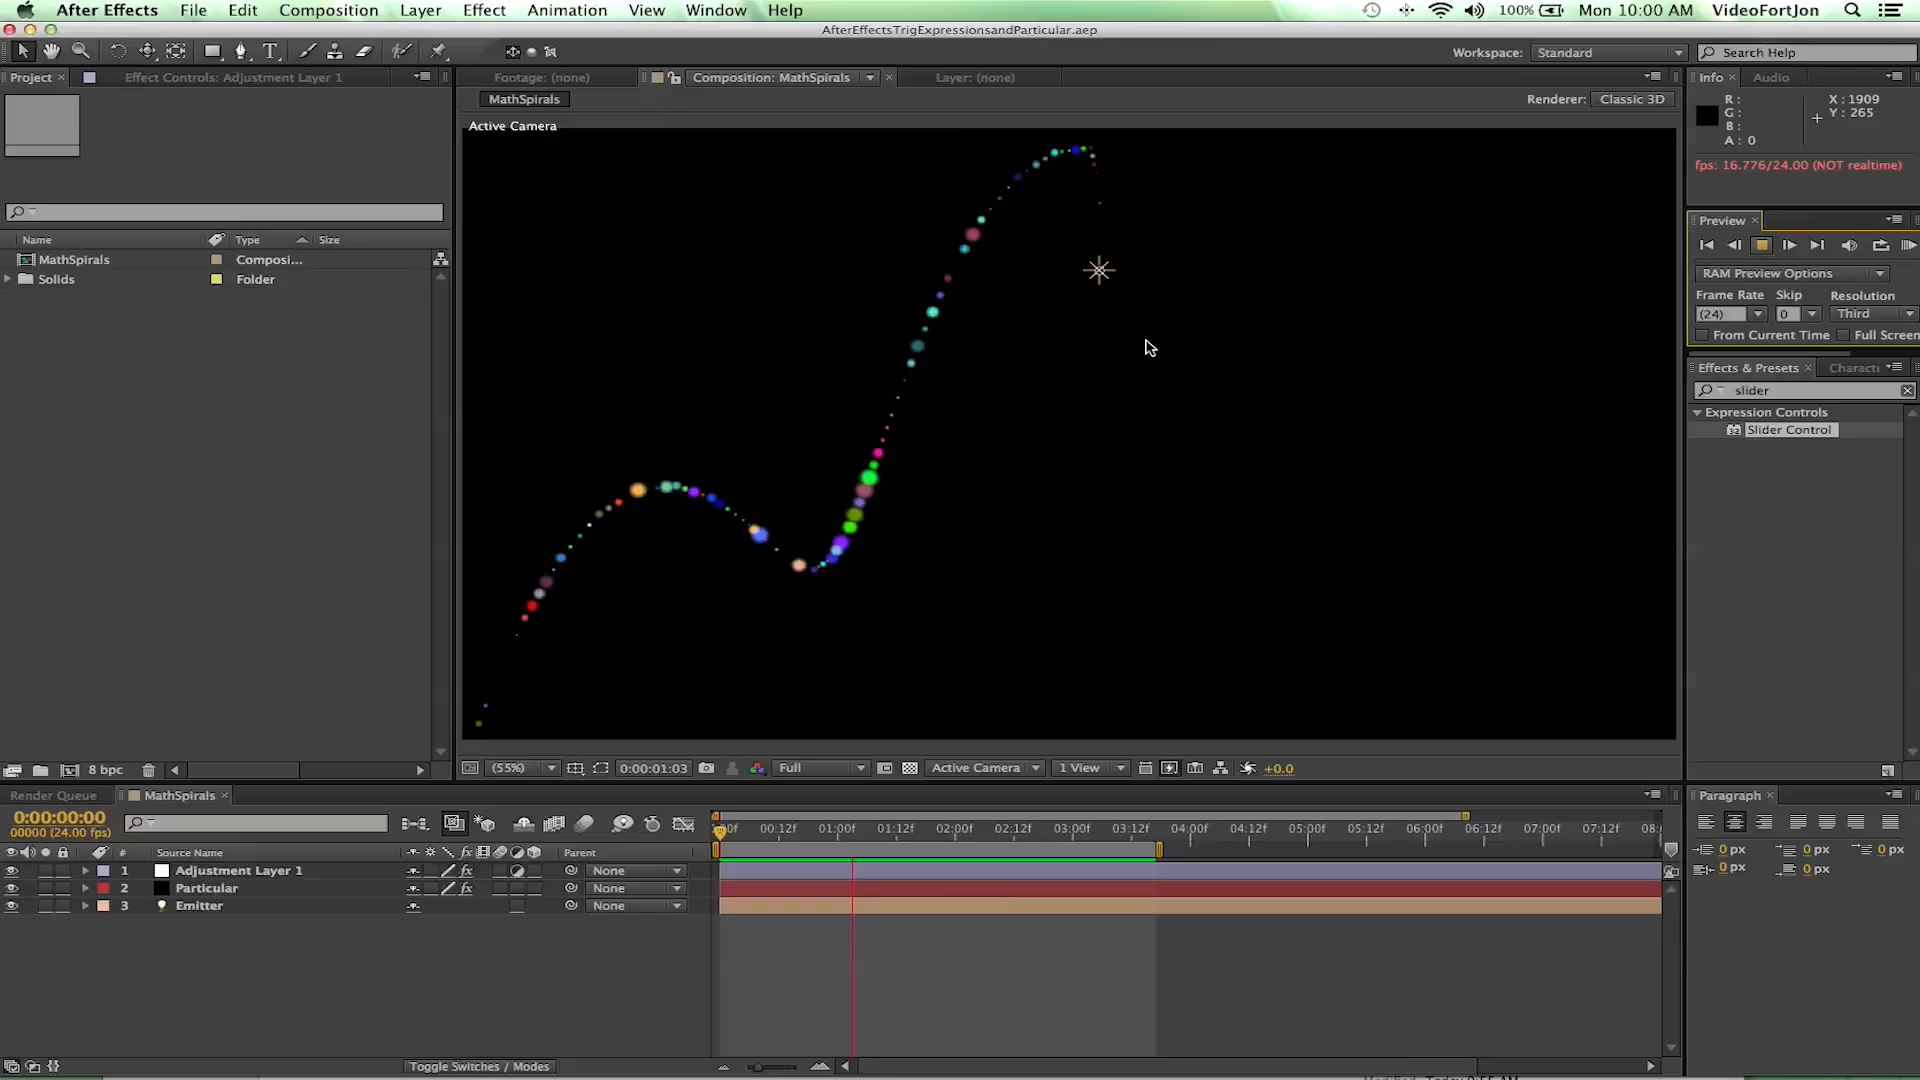 After Effects File Edit Composition Layer Effect Animation View Window Help 100% Mon 10:00 AM VideoFortJon
AfterEffectsTrigExpressionsandParticular.aep
Workspace: Standard Search Help
Project Effect Controls: Adjustment Layer 1 Footage: (none) Composition: MathSpirals Layer: (none) Info Audio
MathSpirals Renderer: Classic 3D
R: X: 1909
G: Y: 265
B:
A: 0
Active Camera
fps: 16.776/24.00 (NOT realtime)
Preview
RAM Preview Options
Frame Rate Skip Resolution
(24) 0 Third
From Current Time Full Screen
Name Type Size
MathSpirals Composi...
Solids Folder
Effects & Presets Characti
slider
Expression Controls
32 Slider Control
8 bpc (55%) 0:00:01:03 Full Active Camera 1 View +0.0
Render Queue MathSpirals Paragraph
0:00:00:00
00000 (24.00 fps)
00f 00:12f 01:00f 01:12f 02:00f 02:12f 03:00f 03:12f 04:00f 04:12f 05:00f 05:12f 06:00f 06:12f 07:00f 07:12f 08:
# Source Name fx Parent
1 Adjustment Layer 1 fx None
2 Particular fx None
3 Emitter None
0 px 0 px 0 px
0 px 0 px
Toggle Switches / Modes